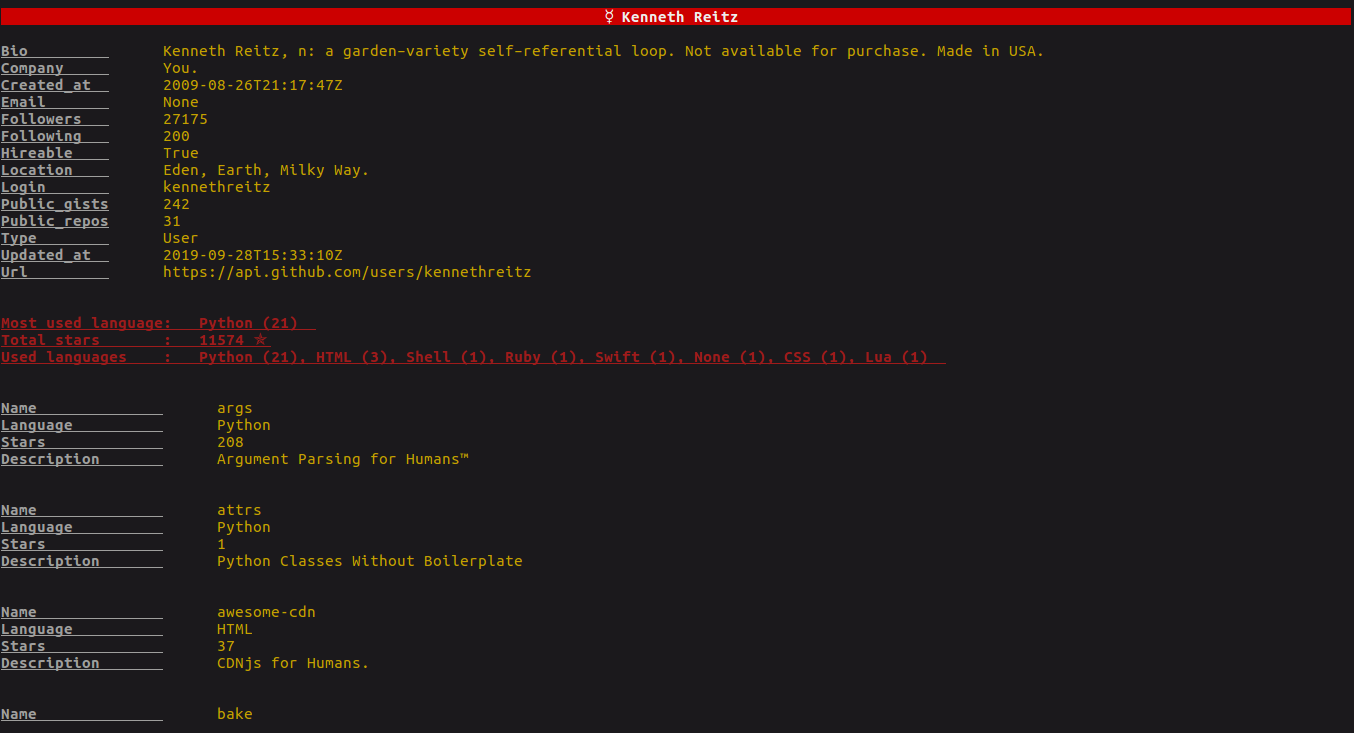 ☿ Kenneth Reitz
Bio Kenneth Reitz, n: a garden-variety self-referential loop. Not available for purchase. Made in USA.
Company You.
Created_at 2009-08-26T21:17:47Z
Email None
Followers 27175
Following 200
Hireable True
Location Eden, Earth, Milky Way.
Login kennethreitz
Public_gists 242
Public_repos 31
Type User
Updated_at 2019-09-28T15:33:10Z
Url https://api.github.com/users/kennethreitz
Most used language: Python (21)
Total stars : 11574 ☆
Used languages : Python (21), HTML (3), Shell (1), Ruby (1), Swift (1), None (1), CSS (1), Lua (1)
Name args
Language Python
Stars 208
Description Argument Parsing for Humans™
Name attrs
Language Python
Stars 1
Description Python Classes Without Boilerplate
Name awesome-cdn
Language HTML
Stars 37
Description CDNjs for Humans.
Name bake